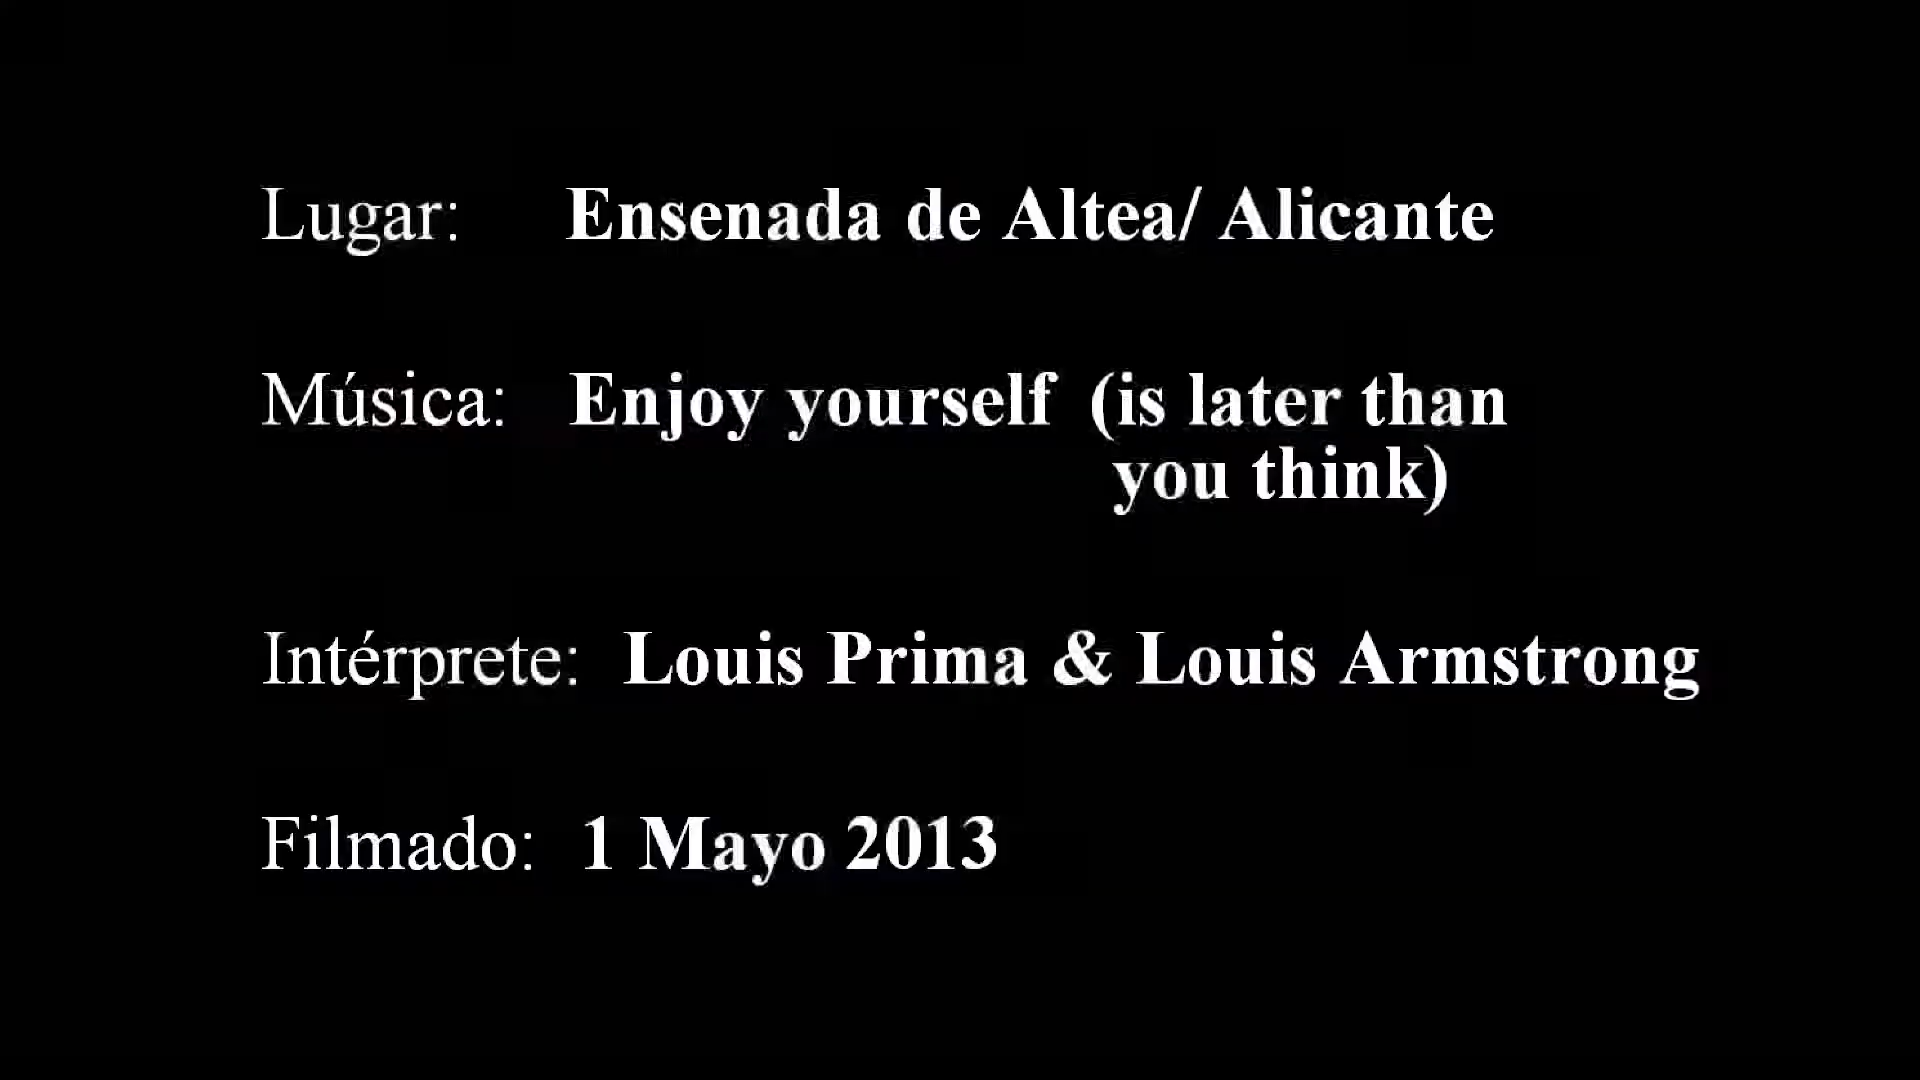 Lugar: Ensenada de Altea/ Alicante
Música: Enjoy yourself (is later than
you think)
Intérprete: Louis Prima & Louis Armstrong
Filmado: 1 Mayo 2013